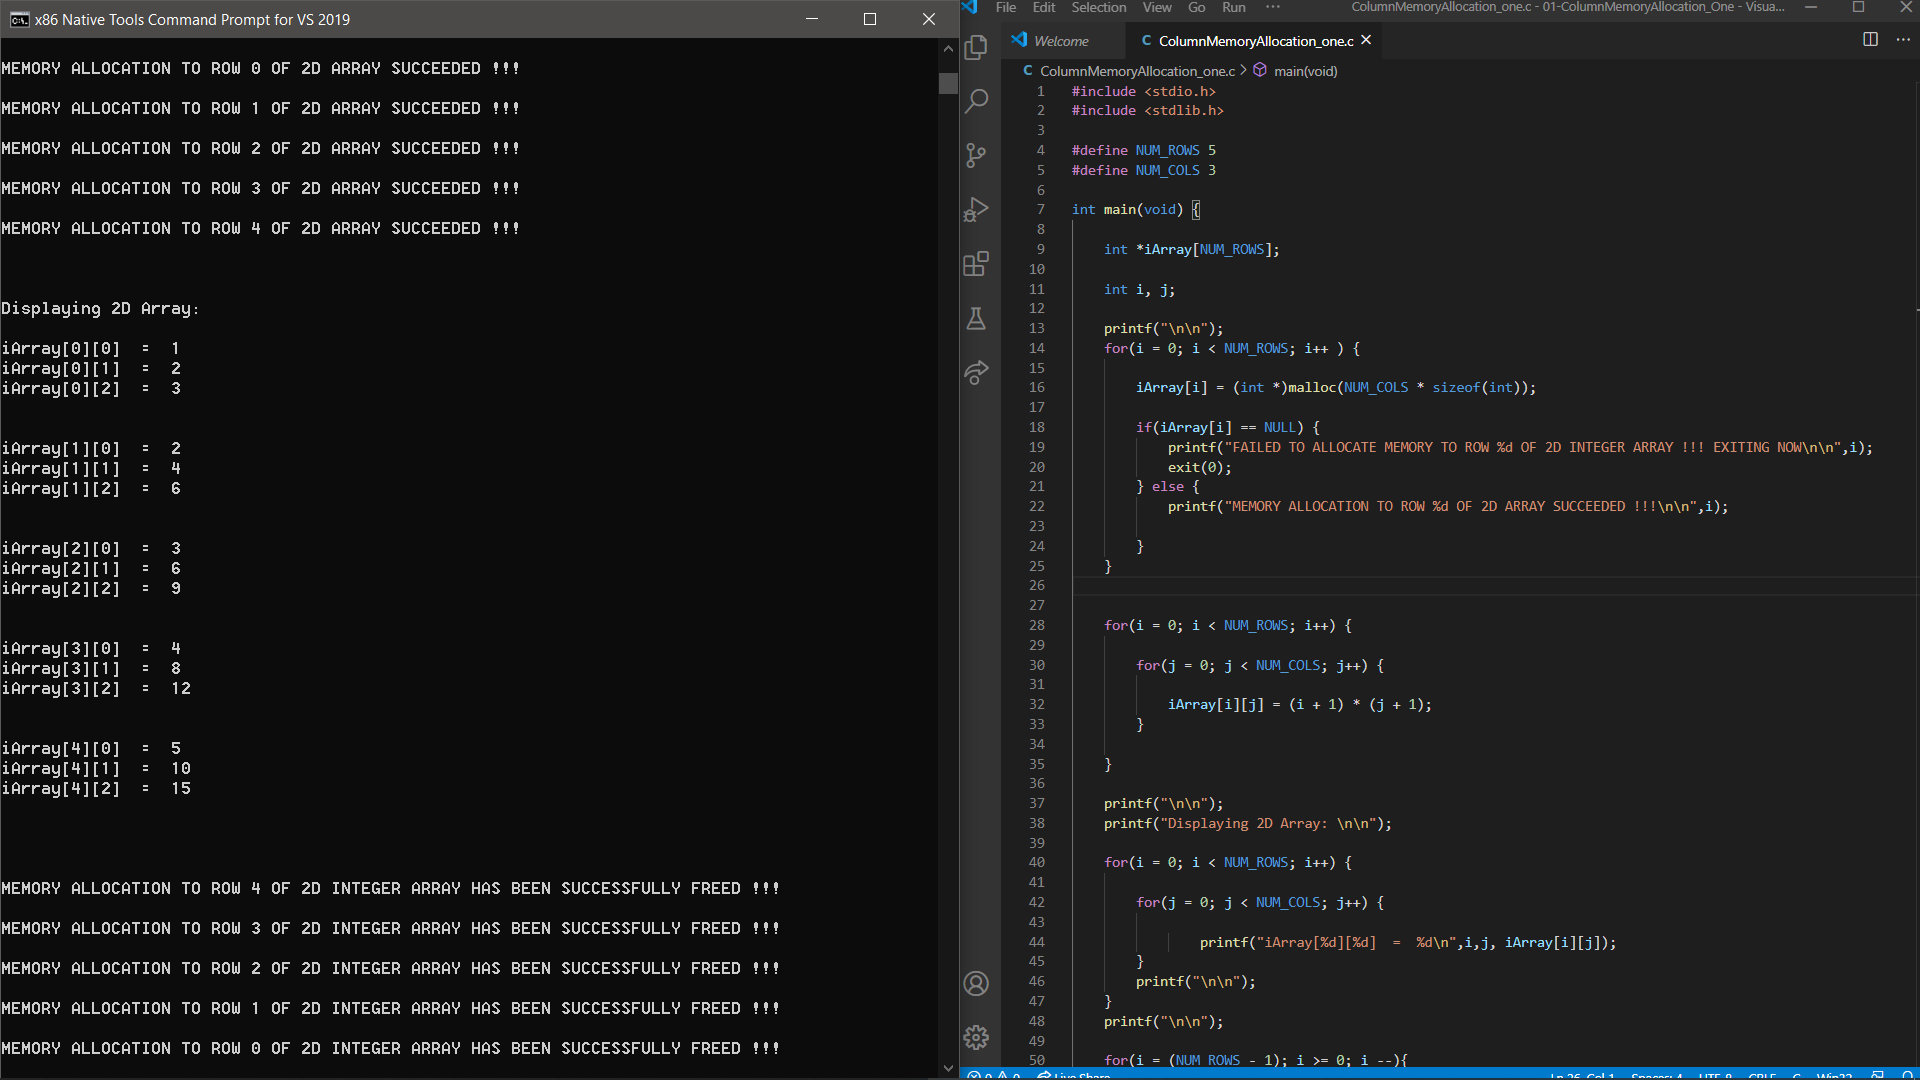 x86 Native Tools Command Prompt for VS 2019
MEMORY ALLOCATION TO ROW 0 OF 2D ARRAY SUCCEEDED !!!
MEMORY ALLOCATION TO ROW 1 OF 2D ARRAY SUCCEEDED !!!
MEMORY ALLOCATION TO ROW 2 OF 2D ARRAY SUCCEEDED !!!
MEMORY ALLOCATION TO ROW 3 OF 2D ARRAY SUCCEEDED !!!
MEMORY ALLOCATION TO ROW 4 OF 2D ARRAY SUCCEEDED !!!
Displaying 2D Array:
iArray[0][0]  =  1
iArray[0][1]  =  2
iArray[0][2]  =  3
iArray[1][0]  =  2
iArray[1][1]  =  4
iArray[1][2]  =  6
iArray[2][0]  =  3
iArray[2][1]  =  6
iArray[2][2]  =  9
iArray[3][0]  =  4
iArray[3][1]  =  8
iArray[3][2]  =  12
iArray[4][0]  =  5
iArray[4][1]  =  10
iArray[4][2]  =  15
MEMORY ALLOCATION TO ROW 4 OF 2D INTEGER ARRAY HAS BEEN SUCCESSFULLY FREED !!!
MEMORY ALLOCATION TO ROW 3 OF 2D INTEGER ARRAY HAS BEEN SUCCESSFULLY FREED !!!
MEMORY ALLOCATION TO ROW 2 OF 2D INTEGER ARRAY HAS BEEN SUCCESSFULLY FREED !!!
MEMORY ALLOCATION TO ROW 1 OF 2D INTEGER ARRAY HAS BEEN SUCCESSFULLY FREED !!!
MEMORY ALLOCATION TO ROW 0 OF 2D INTEGER ARRAY HAS BEEN SUCCESSFULLY FREED !!!
File Edit Selection View Go Run ··· ColumnMemoryAllocation_one.c - 01-ColumnMemoryAllocation_One - Visua...
Welcome C ColumnMemoryAllocation_one.c
C ColumnMemoryAllocation_one.c > main(void)
1 #include <stdio.h>
2 #include <stdlib.h>
3
4 #define NUM_ROWS 5
5 #define NUM_COLS 3
6
7 int main(void) {
8
9 int *iArray[NUM_ROWS];
10
11 int i, j;
12
13 printf("\n\n");
14 for(i = 0; i < NUM_ROWS; i++ ) {
15
16 iArray[i] = (int *)malloc(NUM_COLS * sizeof(int));
17
18 if(iArray[i] == NULL) {
19 printf("FAILED TO ALLOCATE MEMORY TO ROW %d OF 2D INTEGER ARRAY !!! EXITING NOW\n\n",i);
20 exit(0);
21 } else {
22 printf("MEMORY ALLOCATION TO ROW %d OF 2D ARRAY SUCCEEDED !!!\n\n",i);
23
24 }
25 }
26
27
28 for(i = 0; i < NUM_ROWS; i++) {
29
30 for(j = 0; j < NUM_COLS; j++) {
31
32 iArray[i][j] = (i + 1) * (j + 1);
33 }
34
35 }
36
37 printf("\n\n");
38 printf("Displaying 2D Array: \n\n");
39
40 for(i = 0; i < NUM_ROWS; i++) {
41
42 for(j = 0; j < NUM_COLS; j++) {
43
44 printf("iArray[%d][%d]  =  %d\n",i,j, iArray[i][j]);
45 }
46 printf("\n\n");
47 }
48 printf("\n\n");
49
50 for(i = (NUM_ROWS - 1); i >= 0; i --){
0 0 Live Share Ln 26, Col 1 Spaces: 4 UTF-8 CRLF C Win32